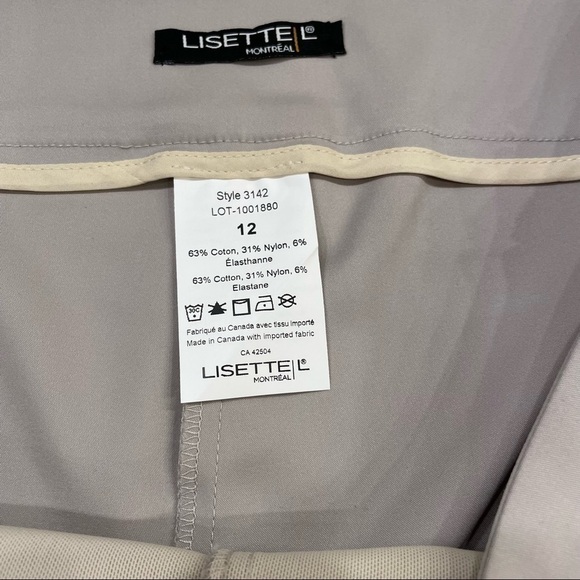 LISETTE L®
MONTRÉAL
Style 3142
LOT-1001880
12
63% Coton, 31% Nylon, 6%
Élasthanne
63% Cotton, 31% Nylon, 6%
Elastane
30C
Fabriqué au Canada avec tissu importé
Made in Canada with imported fabric
CA 42504
LISETTE L®
MONTRÉAL